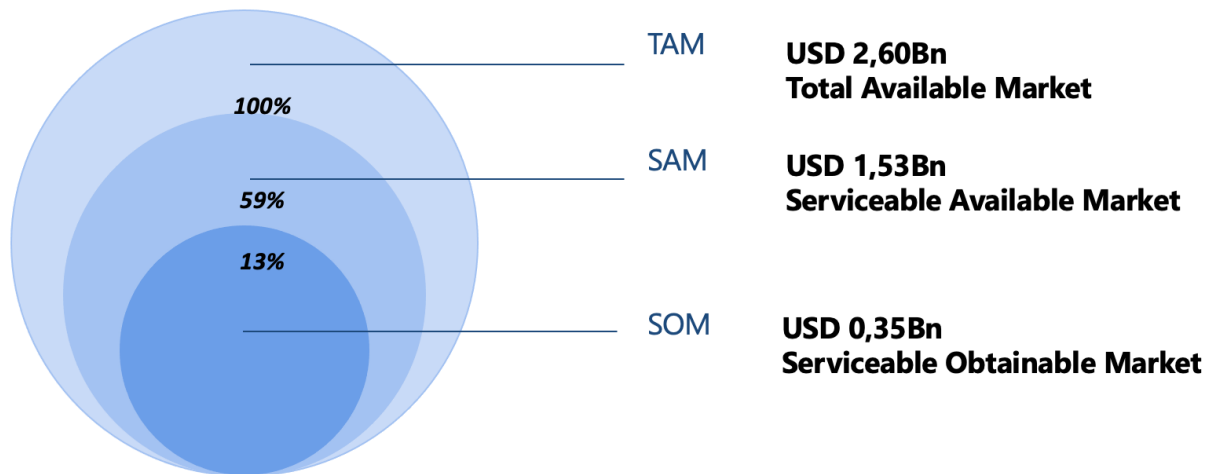 TAM
USD 2,60Bn
Total Available Market
100%
SAM
USD 1,53Bn
Serviceable Available Market
59%
13%
SOM
USD 0,35Bn
Serviceable Obtainable Market